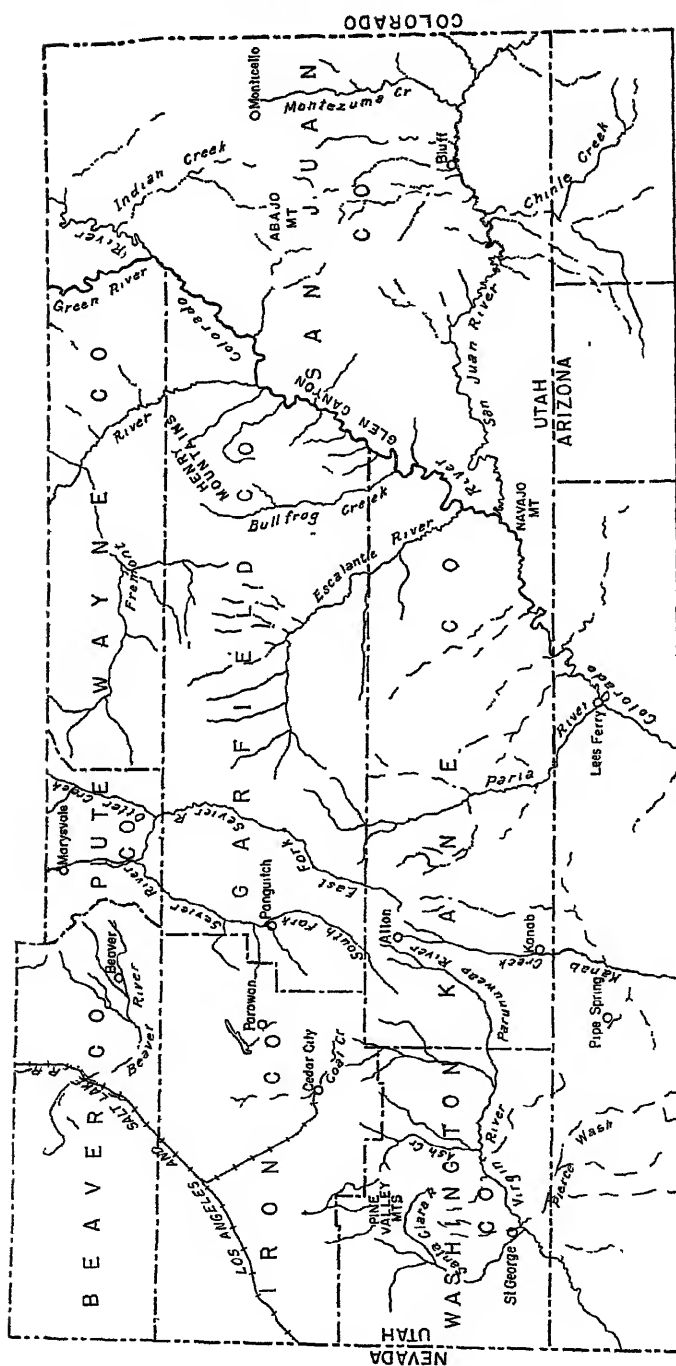 NEVADA
UTAH
COLORADO
UTAH
ARIZONA
BEAVER CO
LOS ANGELES AND SALT LAKE R R
Beaver
Beaver River
IRON CO
Parowan
Cedar City
Coal Cr
PIUTE CO
Marysvale
Otter Creek
Sevier River
WAYNE CO
Fremont River
Green River
Colorado River
Indian Creek
GARFIELD CO
Panguitch
South Fork
East Fork Sevier R
HENRY MOUNTAINS
Bullfrog Creek
Escalante River
GLEN CANYON
SAN JUAN CO
Monticello
Montezuma Cr
ABAJO MT
Bluff
San Juan River
Chinle Creek
NAVAJO MT
WASHINGTON CO
PINE VALLEY MTS
Ash Cr
Santa Clara R
St George
Virgin River
Parunuweap River
KANE CO
Alton
Kanab
Kanab Creek
Paria River
Lees Ferry
Colorado River
Pipe Spring
Pierce Wash